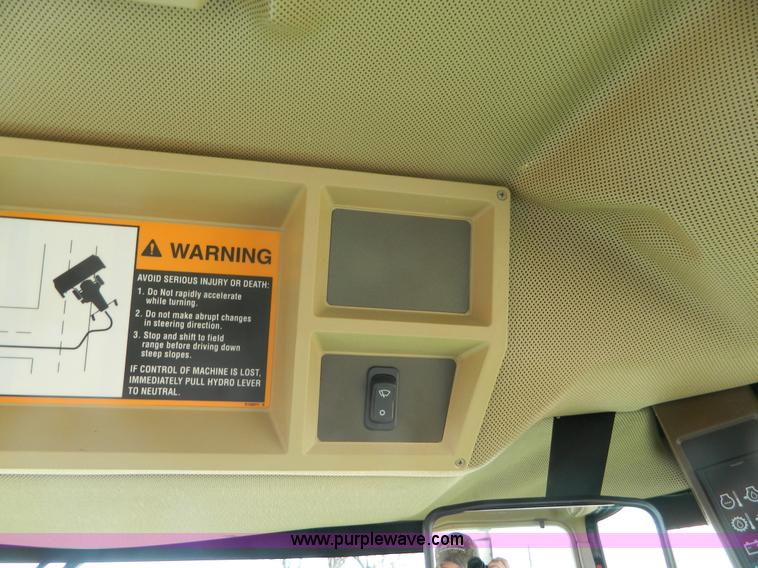 WARNING
AVOID SERIOUS INJURY OR DEATH:
1. Do Not rapidly accelerate
while turning.
2. Do not make abrupt changes
in steering direction.
3. Stop and shift to field
range before driving down
steep slopes.
IF CONTROL OF MACHINE IS LOST,
IMMEDIATELY PULL HYDRO LEVER
TO NEUTRAL.
www.purplewave.com